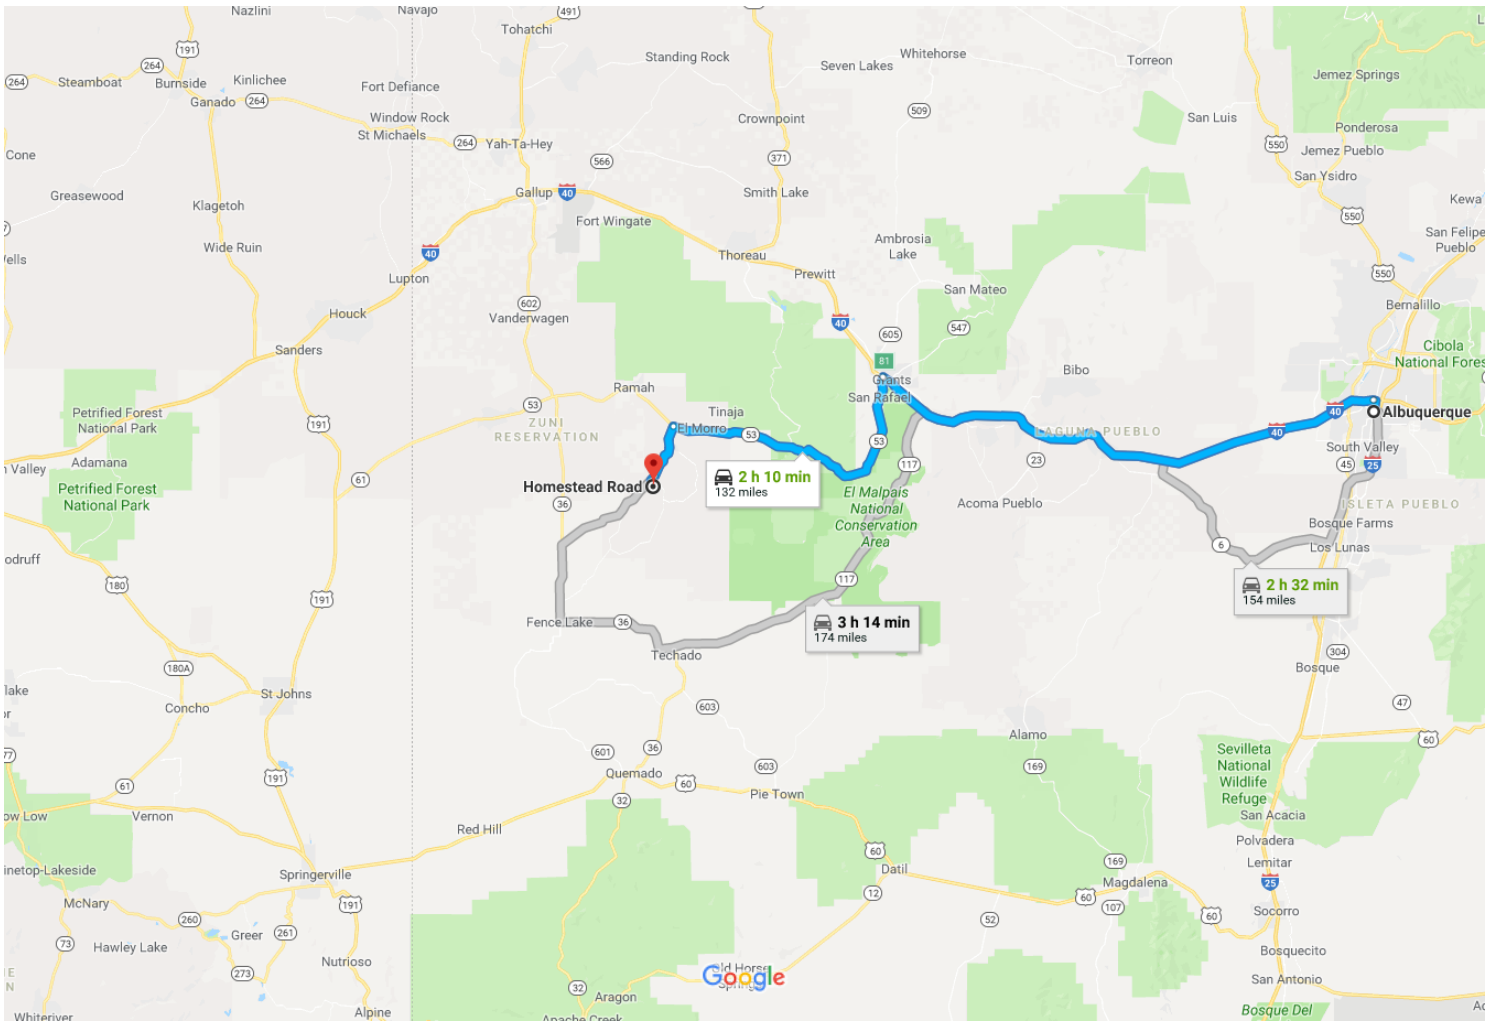 Nazlini
Navajo
491
Tohatchi
191
Standing Rock
Whitehorse
Torreon
264
Steamboat
264
Burnside
Kinlichee
Seven Lakes
Jemez Springs
Ganado
264
Fort Defiance
Crownpoint
509
San Luis
Ponderosa
Window Rock
St Michaels
264
Yah-Ta-Hey
566
371
550
Jemez Pueblo
Cone
Greasewood
Gallup
40
Smith Lake
San Ysidro
Klagetoh
Fort Wingate
550
Kewa
Wide Ruin
40
Thoreau
Ambrosia
Lake
San Felipe
Pueblo
Lupton
Prewitt
San Mateo
550
602
Vanderwagen
Houck
40
605
547
Bernalillo
Sanders
81
Cibola
National Fores
Grants
San Rafael
Bibo
Ramah
Petrified Forest
National Park
191
53
ZUNI
RESERVATION
Tinaja
El Morro
53
53
LAGUNA PUEBLO
40
40
Albuquerque
Adamana
Petrified Forest
National Park
61
Homestead Road
36
2 h 10 min
132 miles
117
El Malpais
National
Conservation
Area
23
Acoma Pueblo
South Valley
45
25
ISLETA PUEBLO
Bosque Farms
Los Lunas
6
2 h 32 min
154 miles
180
191
117
3 h 14 min
174 miles
Fence Lake
36
Techado
304
Bosque
180A
St Johns
Concho
603
47
60
Alamo
36
601
Quemado
60
603
Pie Town
169
Sevilleta
National
Wildlife
Refuge
77
191
61
Vernon
32
Red Hill
San Acacia
Polvadera
Lemitar
25
60
Datil
169
Magdalena
Springerville
191
12
60
107
60
McNary
260
52
Socorro
73
Hawley Lake
Greer
261
Bosquecito
273
Nutrioso
Google
San Antonio
32
Aragon
Whiteriver
Alpine
Apache Creek
Bosque Del